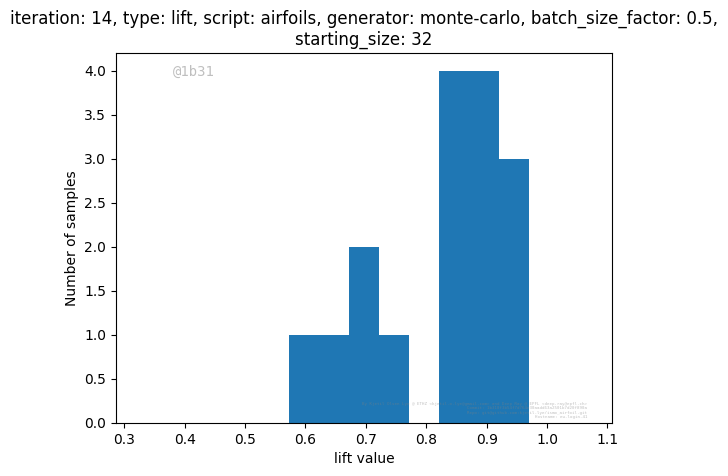 iteration: 14, type: lift, script: airfoils, generator: monte-carlo, batch_size_factor: 0.5,
starting_size: 32
@1b31
4.0
3.5
3.0
2.5
2.0
1.5
1.0
0.5
0.0
Number of samples
0.3 0.4 0.5 0.6 0.7 0.8 0.9 1.0 1.1
lift value